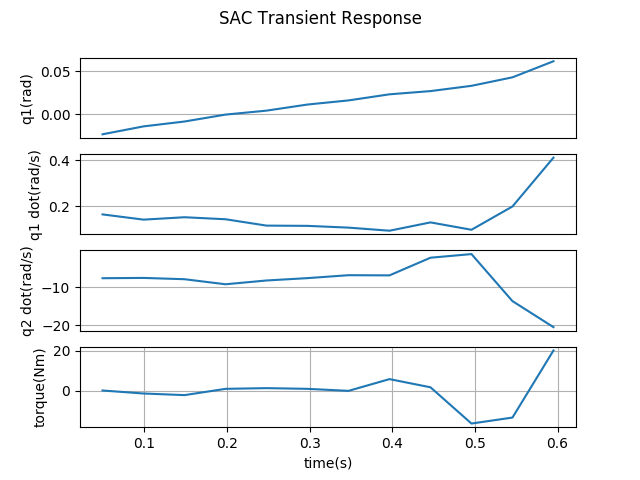 SAC Transient Response
q1(rad)
0.05
0.00
q1 dot(rad/s)
0.4
0.2
q2 dot(rad/s)
−10
−20
torque(Nm)
20
0
0.1 0.2 0.3 0.4 0.5 0.6
time(s)